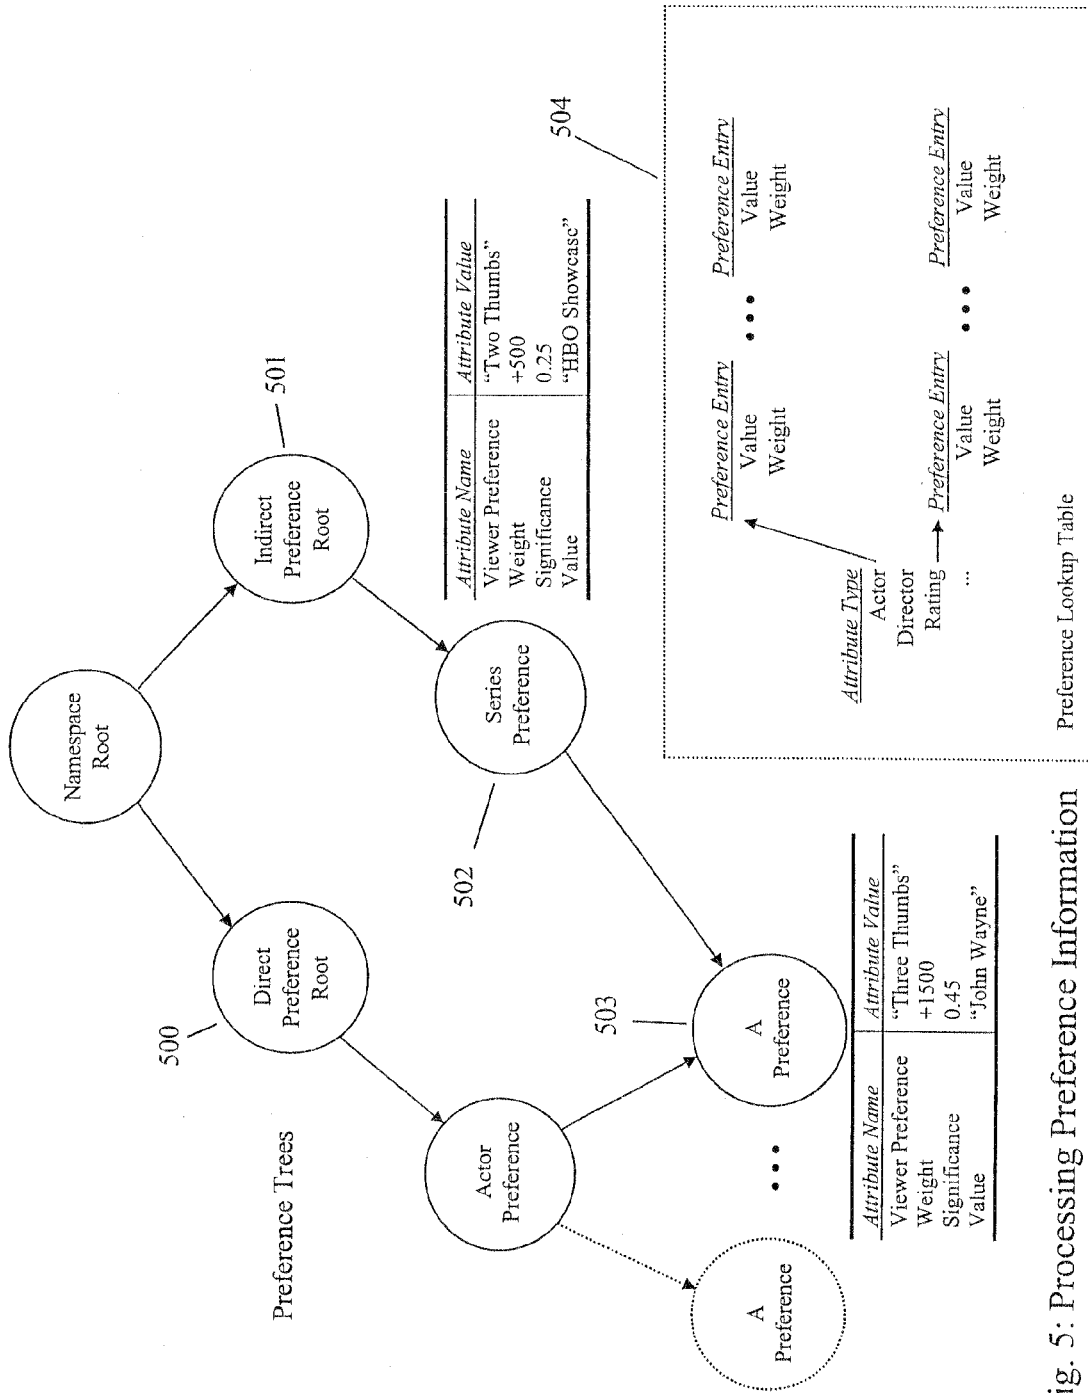 Preference Trees
Namespace
Root
500
Direct
Preference
Root
Indirect
Preference
Root
501
Actor
Preference
502
Series
Preference
Attribute Name Attribute Value
Viewer Preference “Two Thumbs”
Weight +500
Significance 0.25
Value “HBO Showcase”
A
Preference
• • •
503
A
Preference
Attribute Name Attribute Value
Viewer Preference “Three Thumbs”
Weight +1500
Significance 0.45
Value “John Wayne”
504
Attribute Type
Actor
Director
Rating
...
Preference Entry • • • Preference Entry
Value Value
Weight Weight
Preference Entry • • • Preference Entry
Value Value
Weight Weight
Preference Lookup Table
ig. 5: Processing Preference Information